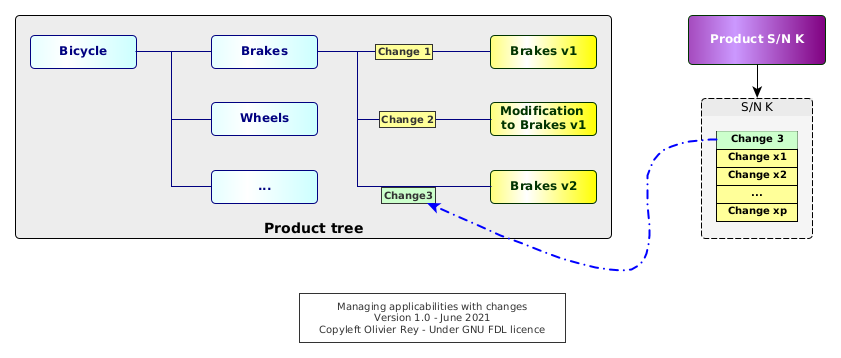 Bicycle
Brakes
Change 1
Brakes v1
Wheels
Change 2
Modification
to Brakes v1
...
Change3
Brakes v2
Product tree
Product S/N K
S/N K
Change 3
Change x1
Change x2
...
Change xp
Managing applicabilities with changes
Version 1.0 - June 2021
Copyleft Olivier Rey - Under GNU FDL licence